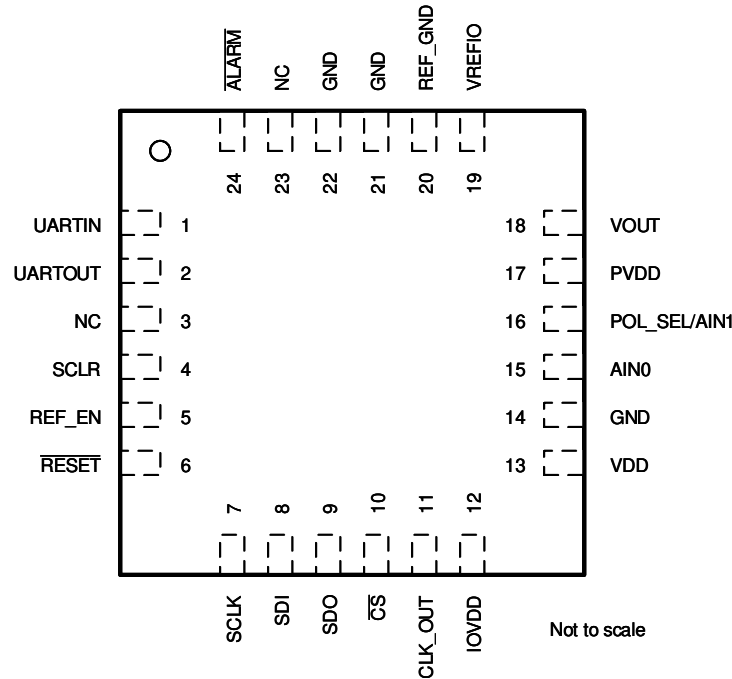 ALARM
NC
GND
GND
REF_GND
VREFIO
24
23
22
21
20
19
UARTIN 1
18 VOUT
UARTOUT 2
17 PVDD
NC 3
16 POL_SEL/AIN1
SCLR 4
15 AIN0
REF_EN 5
14 GND
RESET 6
13 VDD
7
8
9
10
11
12
SCLK
SDI
SDO
CS
CLK_OUT
IOVDD
Not to scale